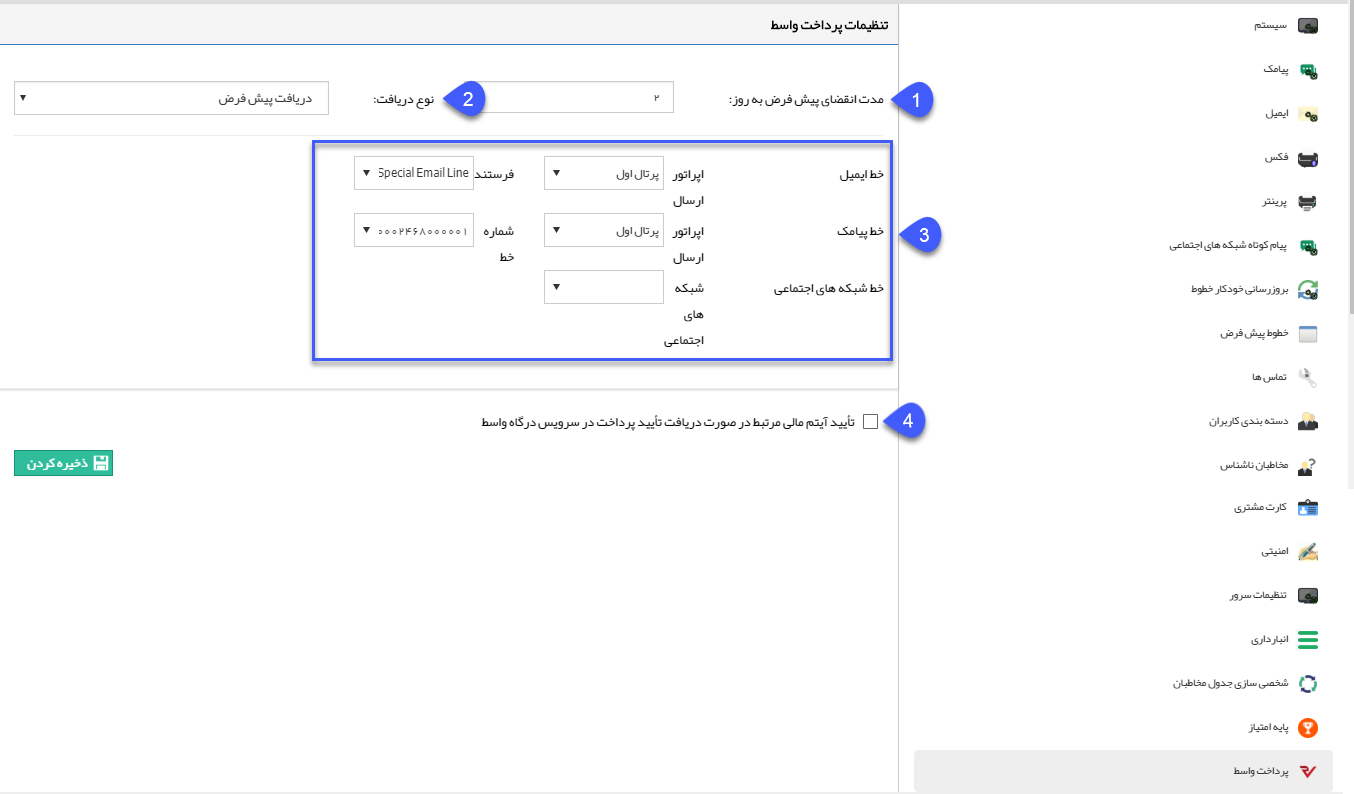 سیستم
پیامک
ایمیل
فکس
پرینتر
پیام کوتاه شبکه های اجتماعی
بروزرسانی خودکار خطوط
خطوط پیش فرض
تماس ها
دسته بندی کاربران
مخاطبان ناشناس
کارت مشتری
امنیتی
تنظیمات سرور
انبارداری
شخصی سازی جدول مخاطبان
پایه امتیاز
پرداخت واسط
تنظیمات پرداخت واسط
1 مدت انقضای پیش فرض به روز: ۲ 2 نوع دریافت: دریافت پیش فرض
3
خط ایمیل اپراتور ارسال پرتال اول فرستند Special Email Line
خط پیامک اپراتور ارسال پرتال اول شماره خط ۰۰۰۲۴۶۸۰۰۰۰۰۱
خط شبکه های اجتماعی شبکه های اجتماعی
4 تأیید آیتم مالی مرتبط در صورت دریافت تأیید پرداخت در سرویس درگاه واسط
ذخیره کردن